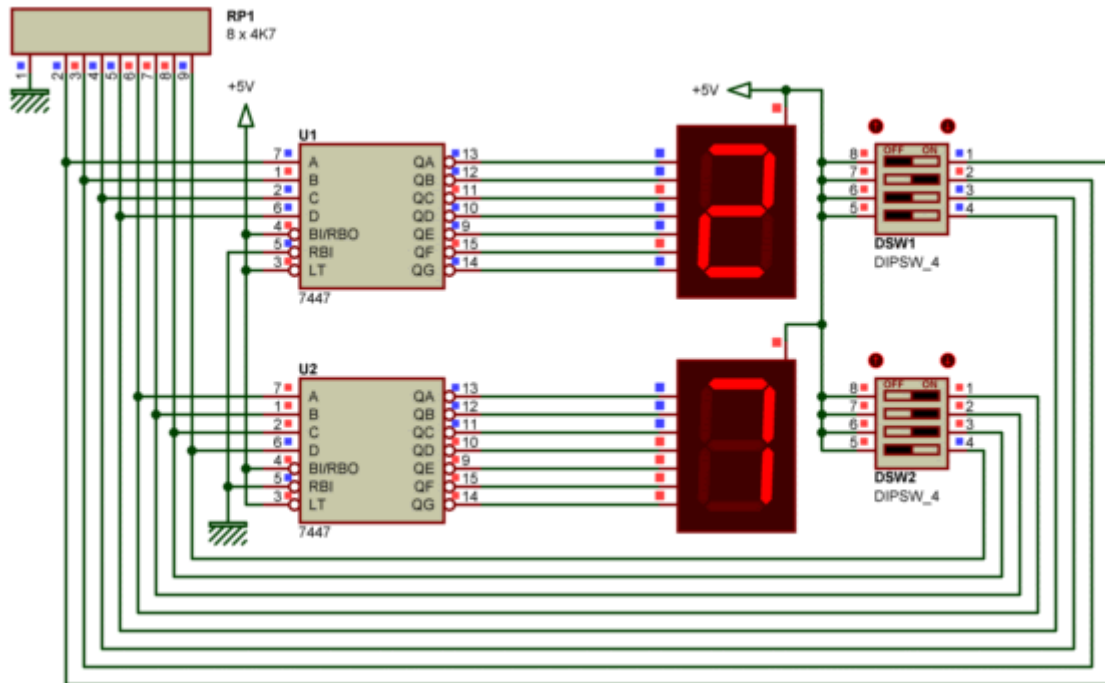 RP1
8 x 4K7
1 2 3 4 5 6 7 8 9
+5V
+5V
U1
7 A QA 13
1 B QB 12
2 C QC 11
6 D QD 10
4 BI/RBO QE 9
5 RBI QF 15
3 LT QG 14
7447
OFF ON
8 1
7 2
6 3
5 4
DSW1
DIPSW_4
U2
7 A QA 13
1 B QB 12
2 C QC 11
6 D QD 10
4 BI/RBO QE 9
5 RBI QF 15
3 LT QG 14
7447
OFF ON
8 1
7 2
6 3
5 4
DSW2
DIPSW_4
2
7